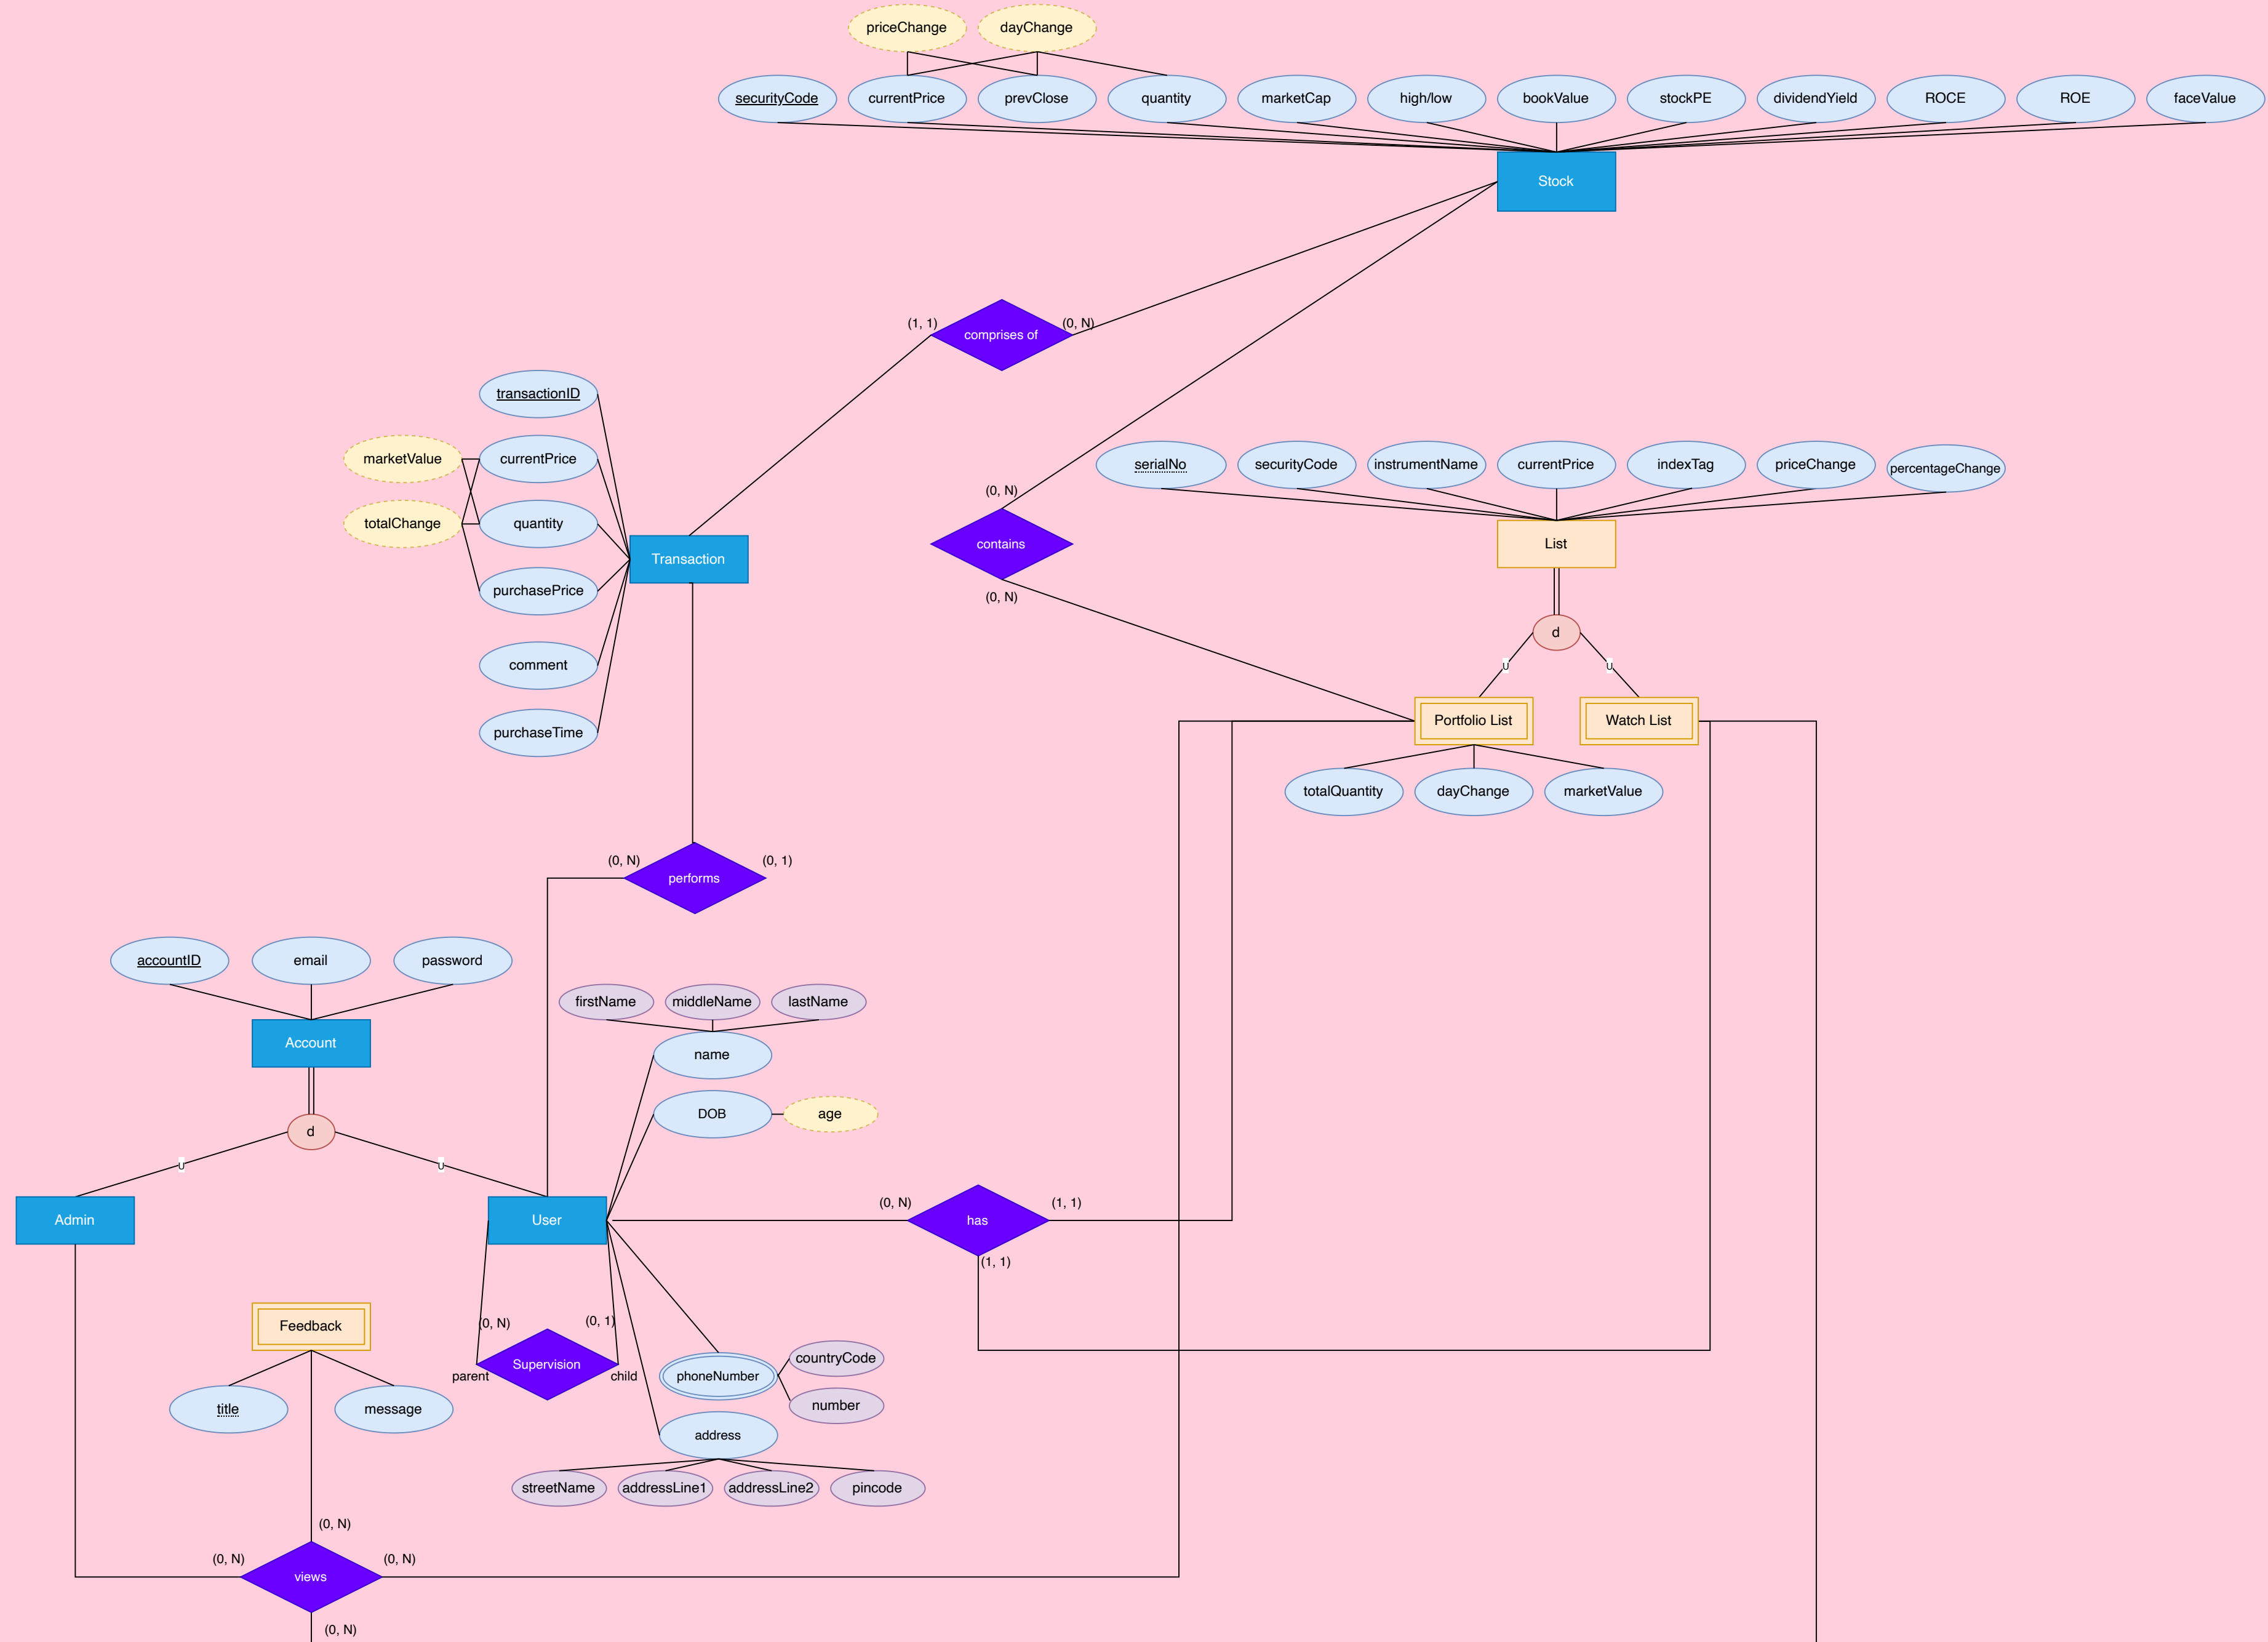 priceChange
dayChange
securityCode
currentPrice
prevClose
quantity
marketCap
high/low
bookValue
stockPE
dividendYield
ROCE
ROE
faceValue
Stock
(1, 1)
comprises of
(0, N)
transactionID
marketValue
currentPrice
totalChange
quantity
Transaction
purchasePrice
comment
purchaseTime
(0, N)
contains
(0, N)
serialNo
securityCode
instrumentName
currentPrice
indexTag
priceChange
percentageChange
List
d
U
U
Portfolio List
Watch List
totalQuantity
dayChange
marketValue
(0, N)
performs
(0, 1)
accountID
email
password
Account
d
U
U
Admin
User
firstName
middleName
lastName
name
DOB
age
(0, N)
has
(1, 1)
(1, 1)
(0, N)
(0, 1)
Supervision
parent
child
phoneNumber
countryCode
number
address
streetName
addressLine1
addressLine2
pincode
Feedback
title
message
(0, N)
(0, N)
views
(0, N)
(0, N)